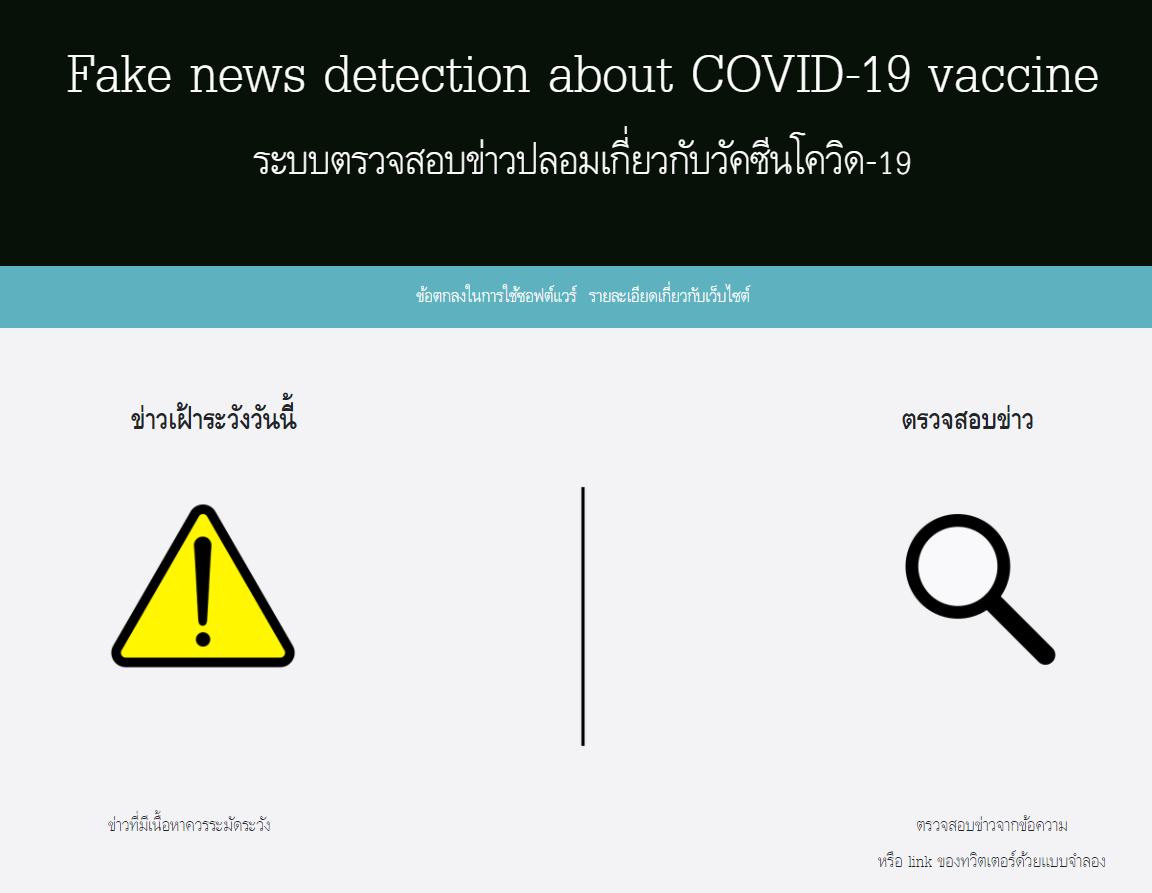 Fake news detection about COVID-19 vaccine
ระบบตรวจสอบข่าวปลอมเกี่ยวกับวัคซีนโควิด-19
ข้อตกลงในการใช้ซอฟต์แวร์ รายละเอียดเกี่ยวกับเว็บไซต์
ข่าวเฝ้าระวังวันนี้
ตรวจสอบข่าว
ข่าวที่มีเนื้อหาควรระมัดระวัง
ตรวจสอบข่าวจากข้อความ
หรือ link ของทวิตเตอร์ด้วยแบบจำลอง